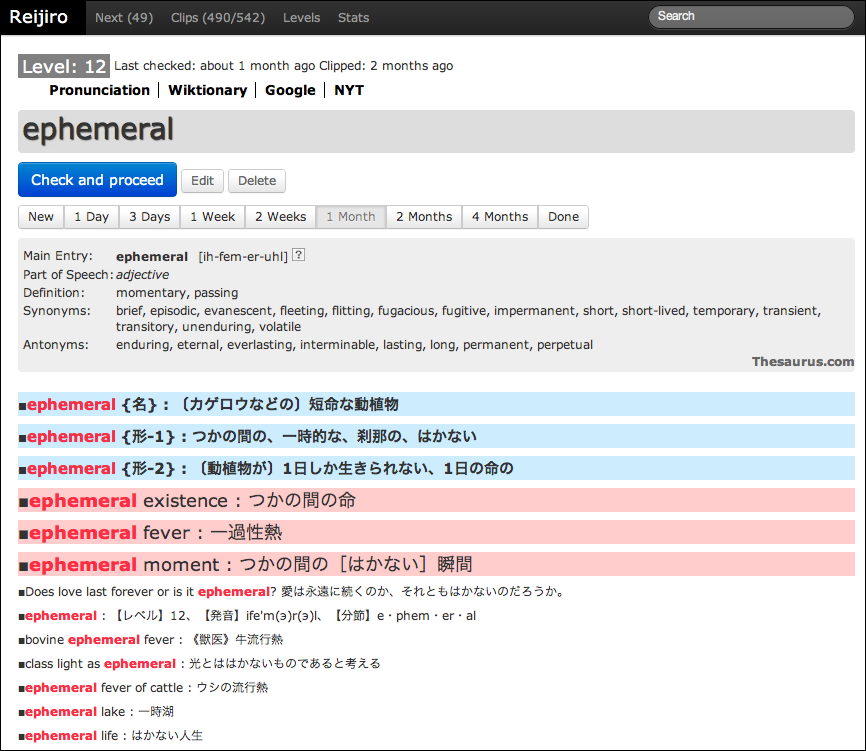 Reijiro Next (49) Clips (490/542) Levels Stats Search
Level: 12 Last checked: about 1 month ago Clipped: 2 months ago
Pronunciation Wiktionary Google NYT
ephemeral
Check and proceed Edit Delete
New 1 Day 3 Days 1 Week 2 Weeks 1 Month 2 Months 4 Months Done
Main Entry: ephemeral [ih-fem-er-uhl] ?
Part of Speech: adjective
Definition: momentary, passing
Synonyms: brief, episodic, evanescent, fleeting, flitting, fugacious, fugitive, impermanent, short, short-lived, temporary, transient,
transitory, unenduring, volatile
Antonyms: enduring, eternal, everlasting, interminable, lasting, long, permanent, perpetual
Thesaurus.com
■ephemeral {名} : 〔カゲロウなどの〕短命な動植物
■ephemeral {形-1} : つかの間の、一時的な、刹那の、はかない
■ephemeral {形-2} : 〔動植物が〕1日しか生きられない、1日の命の
■ephemeral existence : つかの間の命
■ephemeral fever : 一過性熱
■ephemeral moment : つかの間の［はかない］瞬間
■Does love last forever or is it ephemeral? 愛は永遠に続くのか、それともはかないのだろうか。
■ephemeral : 【レベル】12、【発音】ife'm(э)r(э)l、【分節】e・phem・er・al
■bovine ephemeral fever : 《獣医》牛流行熱
■class light as ephemeral : 光とははかないものであると考える
■ephemeral fever of cattle : ウシの流行熱
■ephemeral lake : 一時湖
■ephemeral life : はかない人生